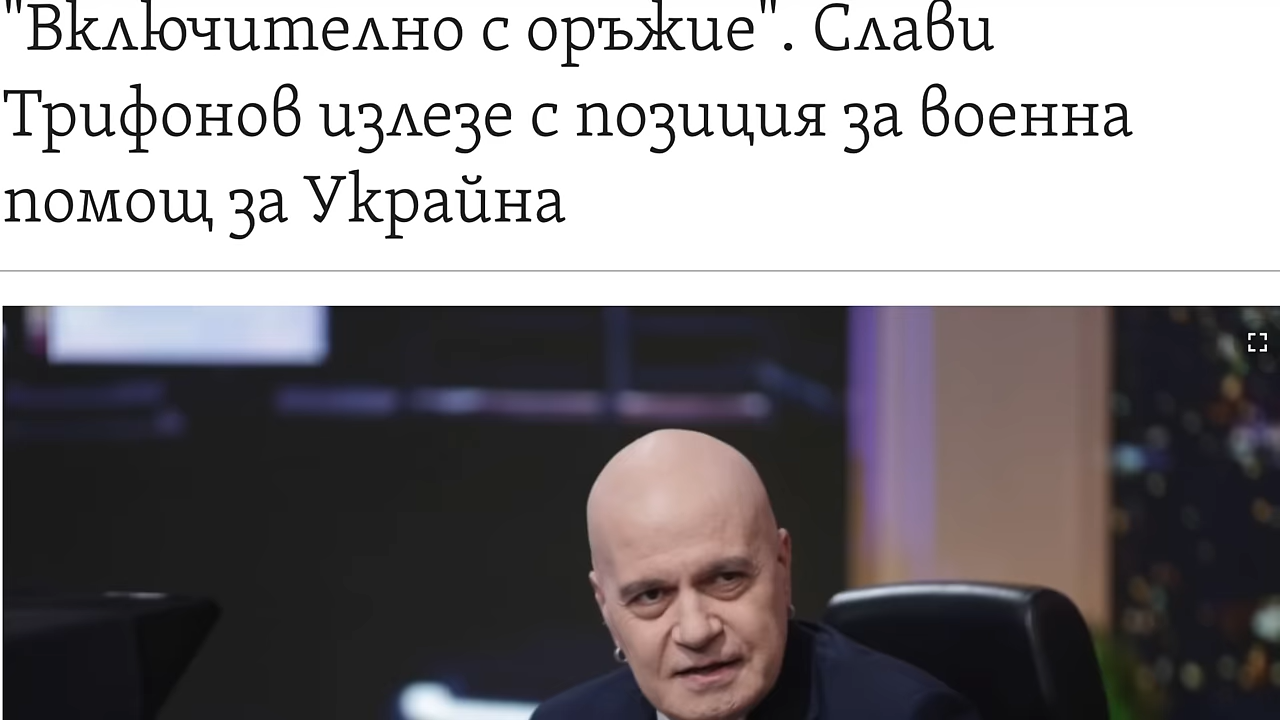 "Включително с оръжие". Слави
Трифонов излезе с позиция за военна
помощ за Украйна